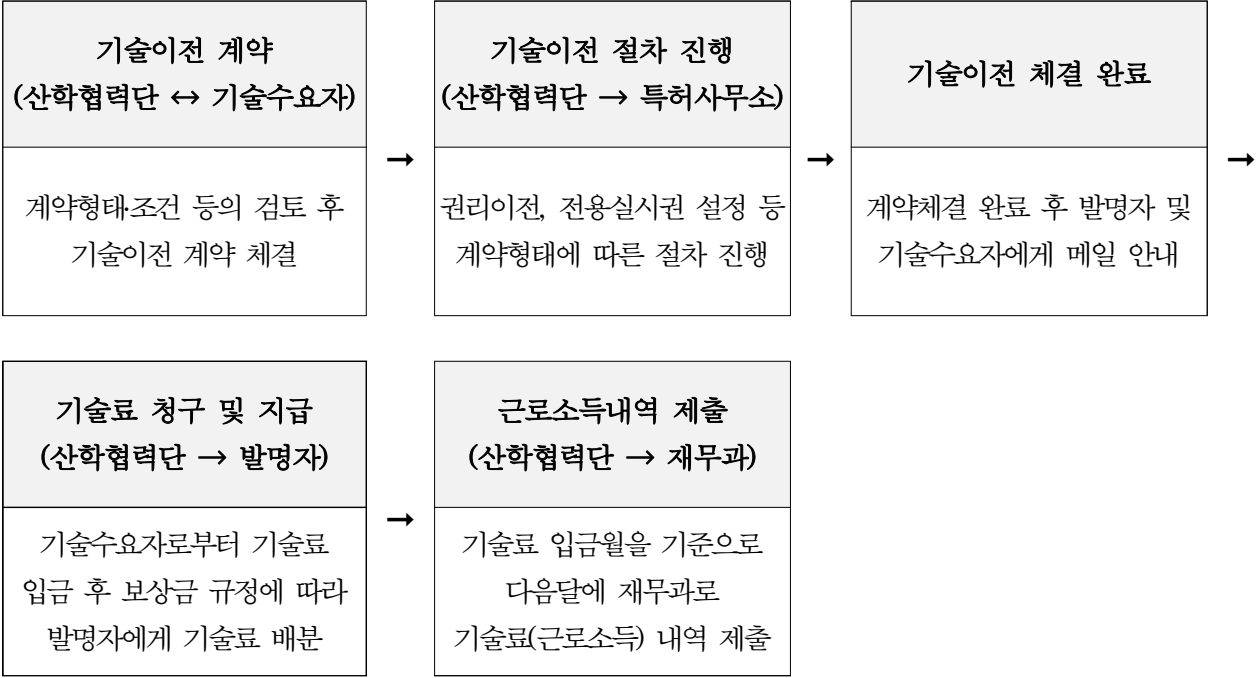 기술이전 계약
(산학협력단 ↔ 기술수요자)
계약형태·조건 등의 검토 후
기술이전 계약 체결
➞
기술이전 절차 진행
(산학협력단 → 특허사무소)
권리이전, 전용실시권 설정 등
계약형태에 따른 절차 진행
➞
기술이전 체결 완료
계약체결 완료 후 발명자 및
기술수요자에게 메일 안내
➞
기술료 청구 및 지급
(산학협력단 → 발명자)
기술수요자로부터 기술료
입금 후 보상금 규정에 따라
발명자에게 기술료 배분
➞
근로소득내역 제출
(산학협력단 → 재무과)
기술료 입금월을 기준으로
다음달에 재무과로
기술료(근로소득) 내역 제출